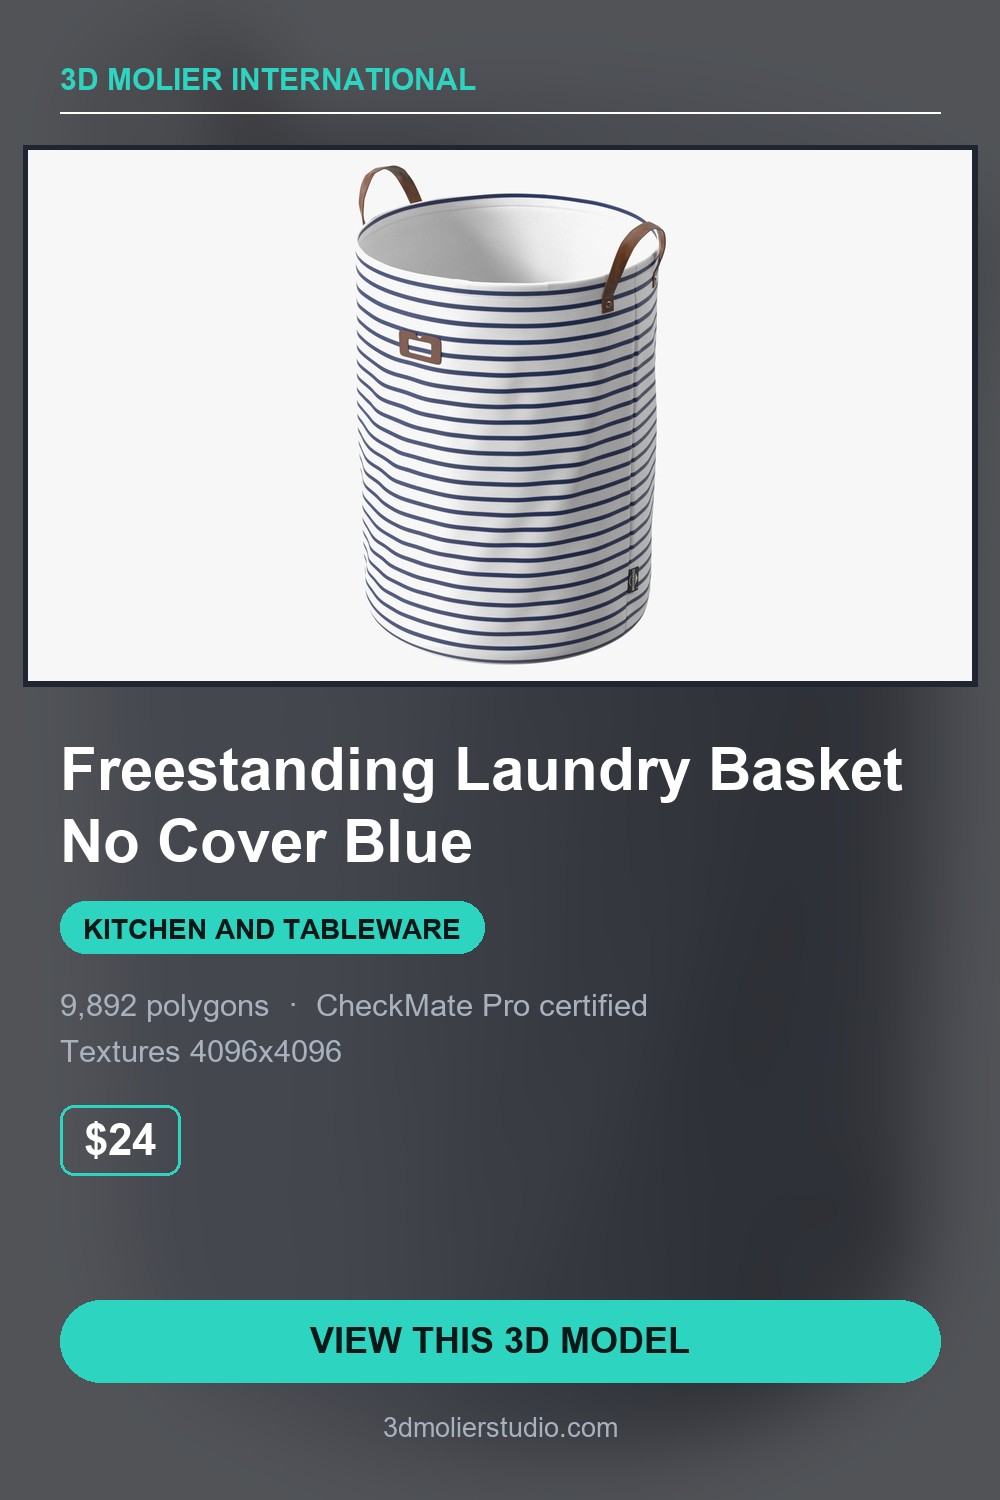 3D MOLIER INTERNATIONAL
Freestanding Laundry Basket
No Cover Blue
KITCHEN AND TABLEWARE
9,892 polygons · CheckMate Pro certified
Textures 4096x4096
$24
VIEW THIS 3D MODEL
3dmolierstudio.com